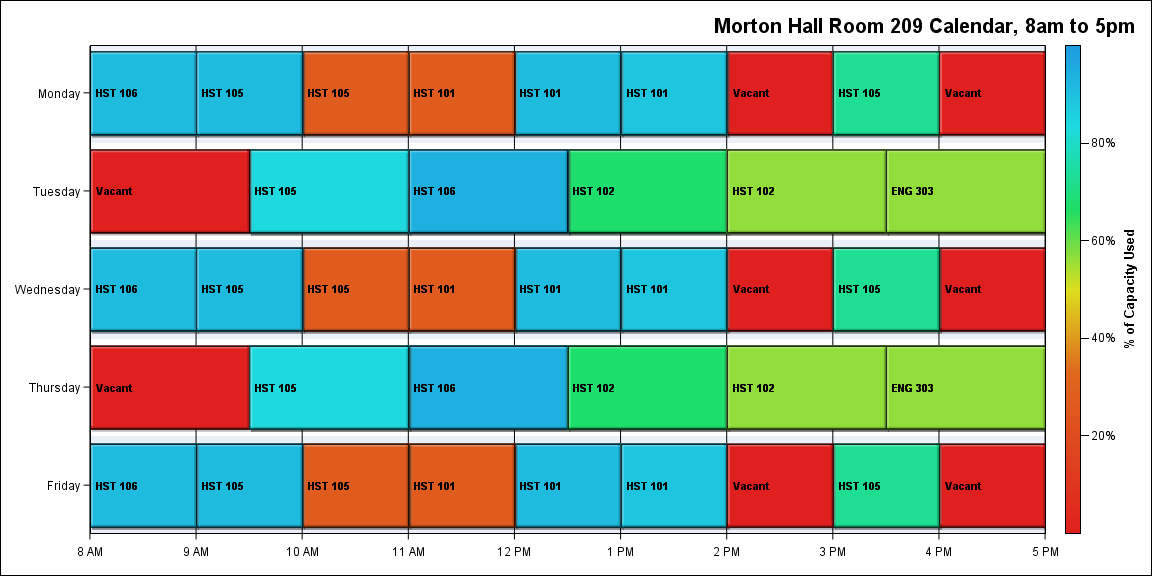 Morton Hall Room 209 Calendar, 8am to 5pm
Monday
HST 106
HST 105
HST 105
HST 101
HST 101
HST 101
Vacant
HST 105
Vacant
Tuesday
Vacant
HST 105
HST 106
HST 102
HST 102
ENG 303
Wednesday
HST 106
HST 105
HST 105
HST 101
HST 101
HST 101
Vacant
HST 105
Vacant
Thursday
Vacant
HST 105
HST 106
HST 102
HST 102
ENG 303
Friday
HST 106
HST 105
HST 105
HST 101
HST 101
HST 101
Vacant
HST 105
Vacant
8 AM
9 AM
10 AM
11 AM
12 PM
1 PM
2 PM
3 PM
4 PM
5 PM
80%
60%
40%
20%
% of Capacity Used